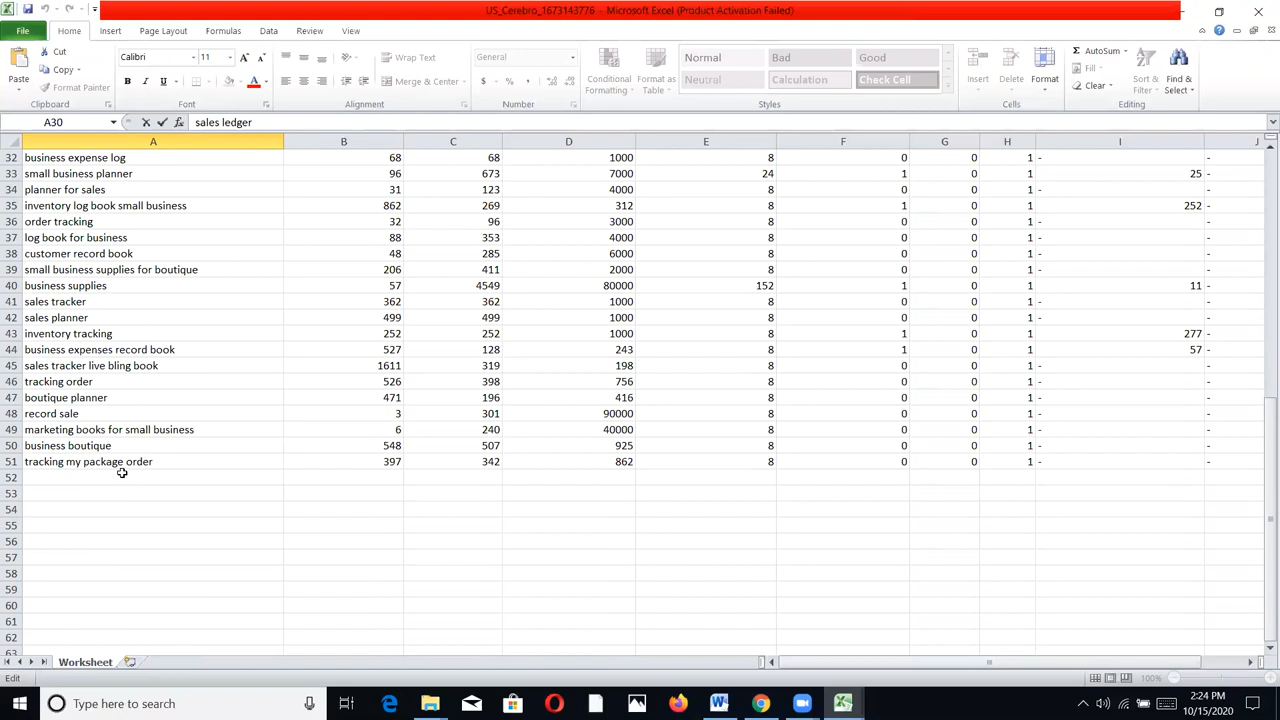 US_Cerebro_1673143776 - Microsoft Excel (Product Activation Failed)
File Home Insert Page Layout Formulas Data Review View
Paste
Cut
Copy
Format Painter
Clipboard
Calibri 11
B I U A
Font
Wrap Text
Merge & Center
Alignment
General
$ % ,
Number
Conditional Formatting
Format as Table
Normal Bad Good
Neutral Calculation Check Cell
Styles
Insert Delete Format
Cells
AutoSum
Fill
Clear
Sort & Filter
Find & Select
Editing
A30 fx sales ledger
A B C D E F G H I J
32 business expense log 68 68 1000 8 0 0 1 - -
33 small business planner 96 673 7000 24 1 0 1 25 -
34 planner for sales 31 123 4000 8 0 0 1 - -
35 inventory log book small business 862 269 312 8 1 0 1 252 -
36 order tracking 32 96 3000 8 0 0 1 - -
37 log book for business 88 353 4000 8 0 0 1 - -
38 customer record book 48 285 6000 8 0 0 1 - -
39 small business supplies for boutique 206 411 2000 8 0 0 1 - -
40 business supplies 57 4549 80000 152 1 0 1 11 -
41 sales tracker 362 362 1000 8 0 0 1 - -
42 sales planner 499 499 1000 8 0 0 1 - -
43 inventory tracking 252 252 1000 8 1 0 1 277 -
44 business expenses record book 527 128 243 8 1 0 1 57 -
45 sales tracker live bling book 1611 319 198 8 0 0 1 - -
46 tracking order 526 398 756 8 0 0 1 - -
47 boutique planner 471 196 416 8 0 0 1 - -
48 record sale 3 301 90000 8 0 0 1 - -
49 marketing books for small business 6 240 40000 8 0 0 1 - -
50 business boutique 548 507 925 8 0 0 1 - -
51 tracking my package order 397 342 862 8 0 0 1 - -
52
53
54
55
56
57
58
59
60
61
62
63
Worksheet
Edit 100%
Type here to search
2:24 PM
10/15/2020